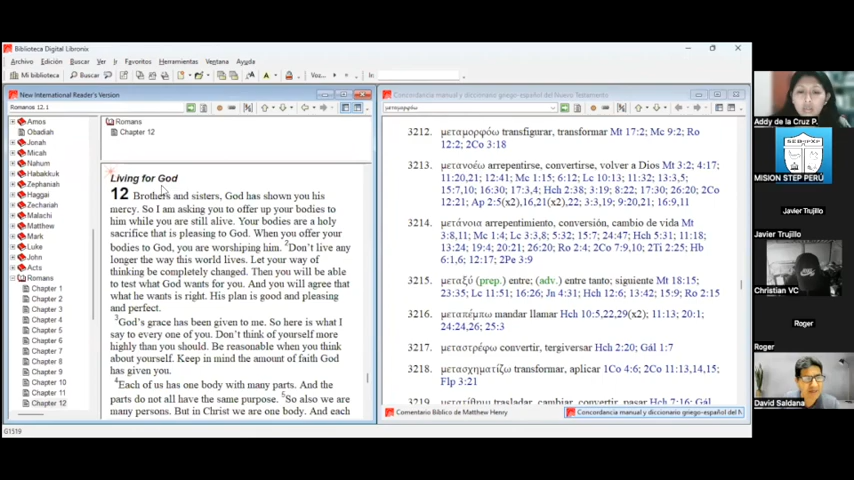 Biblioteca Digital Libronix
Archivo Edición Buscar Ver Ir Favoritos Herramientas Ventana Ayuda
Mi biblioteca Buscar Voz... In:
New International Reader's Version
Romanos 12.1
Amos
Obadiah
Jonah
Micah
Nahum
Habakkuk
Zephaniah
Haggai
Zechariah
Malachi
Matthew
Mark
Luke
John
Acts
Romans
Chapter 1
Chapter 2
Chapter 3
Chapter 4
Chapter 5
Chapter 6
Chapter 7
Chapter 8
Chapter 9
Chapter 10
Chapter 11
Chapter 12
Romans
Chapter 12
Living for God
12 Brothers and sisters, God has shown you his
mercy. So I am asking you to offer up your bodies to
him while you are still alive. Your bodies are a holy
sacrifice that is pleasing to God. When you offer your
bodies to God, you are worshiping him. 2Don't live any
longer the way this world lives. Let your way of
thinking be completely changed. Then you will be able
to test what God wants for you. And you will agree that
what he wants is right. His plan is good and pleasing
and perfect.
3God's grace has been given to me. So here is what I
say to every one of you. Don't think of yourself more
highly than you should. Be reasonable when you think
about yourself. Keep in mind the amount of faith God
has given you.
4Each of us has one body with many parts. And the
parts do not all have the same purpose. 5So also we are
many persons. But in Christ we are one body. And each
Concordancia manual y diccionario griego-español del Nuevo Testamento
μεταμορφόω
3212. μεταμορφόω transfigurar, transformar Mt 17:2; Mc 9:2; Ro
12:2; 2Co 3:18
3213. μετανοέω arrepentirse, convertirse, volver a Dios Mt 3:2; 4:17;
11:20,21; 12:41; Mc 1:15; 6:12; Lc 10:13; 11:32; 13:3,5;
15:7,10; 16:30; 17:3,4; Hch 2:38; 3:19; 8:22; 17:30; 26:20; 2Co
12:21; Ap 2:5(x2),16,21(x2),22; 3:3,19; 9:20,21; 16:9,11
3214. μετάνοια arrepentimiento, conversión, cambio de vida Mt
3:8,11; Mc 1:4; Lc 3:3,8; 5:32; 15:7; 24:47; Hch 5:31; 11:18;
13:24; 19:4; 20:21; 26:20; Ro 2:4; 2Co 7:9,10; 2Ti 2:25; Hb
6:1,6; 12:17; 2Pe 3:9
3215. μεταξύ (prep.) entre; (adv.) entre tanto; siguiente Mt 18:15;
23:35; Lc 11:51; 16:26; Jn 4:31; Hch 12:6; 13:42; 15:9; Ro 2:15
3216. μεταπέμπω mandar llamar Hch 10:5,22,29(x2); 11:13; 20:1;
24:24,26; 25:3
3217. μεταστρέφω convertir, tergiversar Hch 2:20; Gál 1:7
3218. μετασχηματίζω transformar, aplicar 1Co 4:6; 2Co 11:13,14,15;
Flp 3:21
3219. μετατίθημι trasladar, cambiar, convertir, pasar Hch 7:16; Gál
Comentario Bíblico de Matthew Henry
Concordancia manual y diccionario griego-español del N
G1519
Addy de la Cruz P.
MISION STEP PERÚ
Javier Trujillo
Javier Trujillo
Christian VC
Roger
Roger
David Saldana